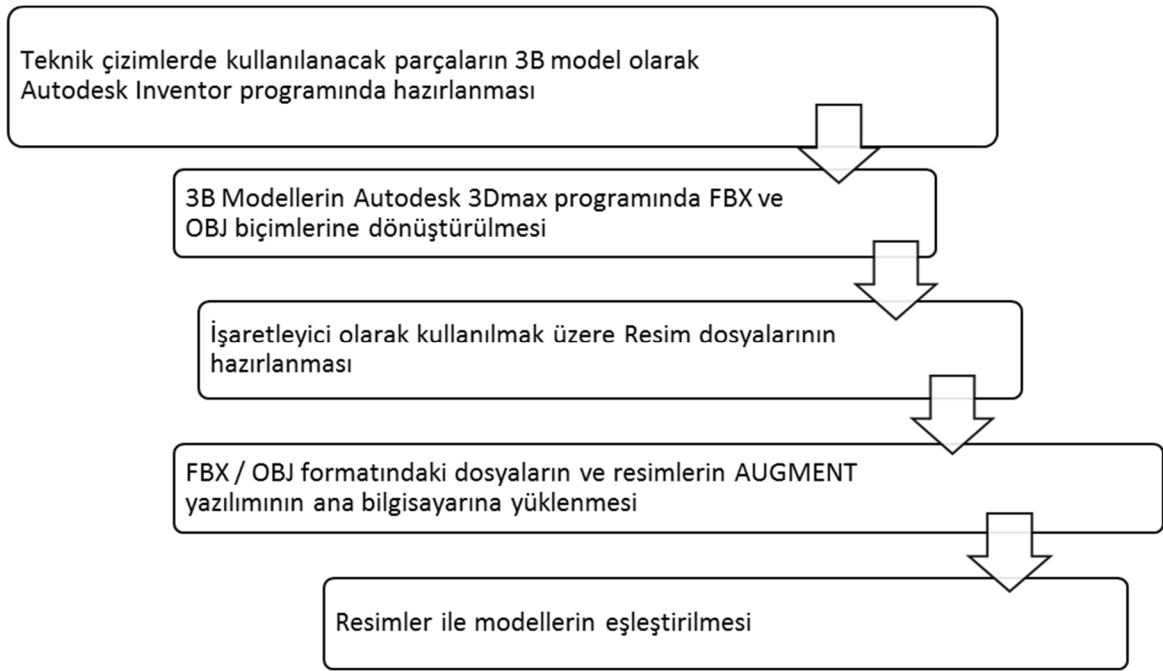 Teknik çizimlerde kullanılanacak parçaların 3B model olarak
Autodesk Inventor programında hazırlanması
3B Modellerin Autodesk 3Dmax programında FBX ve
OBJ biçimlerine dönüştürülmesi
İşaretleyici olarak kullanılmak üzere Resim dosyalarının
hazırlanması
FBX / OBJ formatındaki dosyaların ve resimlerin AUGMENT
yazılımının ana bilgisayarına yüklenmesi
Resimler ile modellerin eşleştirilmesi